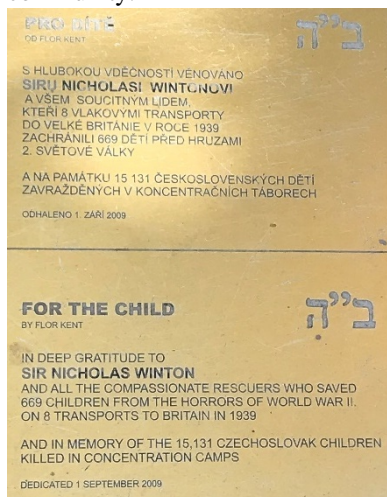 PRO DÍTĚ
ב"ה
OD FLOR KENT
S HLUBOKOU VDĚČNOSTÍ VĚNOVÁNO
SIRU NICHOLASI WINTONOVI
A VŠEM SOUCITNÝM LIDEM,
KTEŘÍ 8 VLAKOVÝMI TRANSPORTY
DO VELKÉ BRITÁNIE V ROCE 1939
ZACHRÁNILI 669 DĚTÍ PŘED HRŮZAMI
2. SVĚTOVÉ VÁLKY
A NA PAMÁTKU 15 131 ČESKOSLOVENSKÝCH DĚTÍ
ZAVRAŽDĚNÝCH V KONCENTRAČNÍCH TÁBORECH
ODHALENO 1. ZÁŘÍ 2009
FOR THE CHILD
ב"ה
BY FLOR KENT
IN DEEP GRATITUDE TO
SIR NICHOLAS WINTON
AND ALL THE COMPASSIONATE RESCUERS WHO SAVED
669 CHILDREN FROM THE HORRORS OF WORLD WAR II.
ON 8 TRANSPORTS TO BRITAIN IN 1939
AND IN MEMORY OF THE 15,131 CZECHOSLOVAK CHILDREN
KILLED IN CONCENTRATION CAMPS
DEDICATED 1 SEPTEMBER 2009